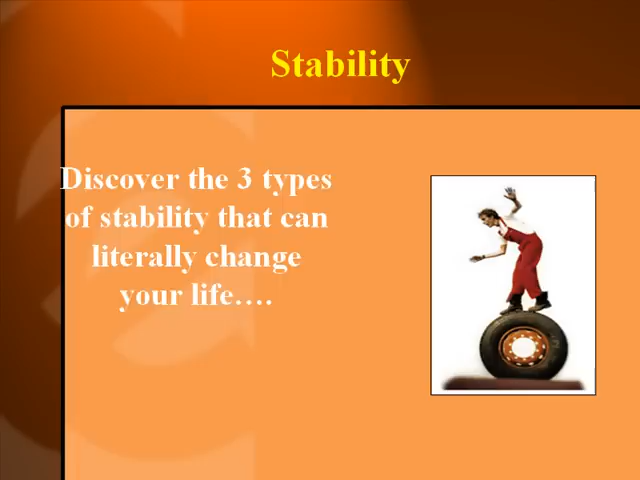 Stability
Discover the 3 types
of stability that can
literally change
your life….